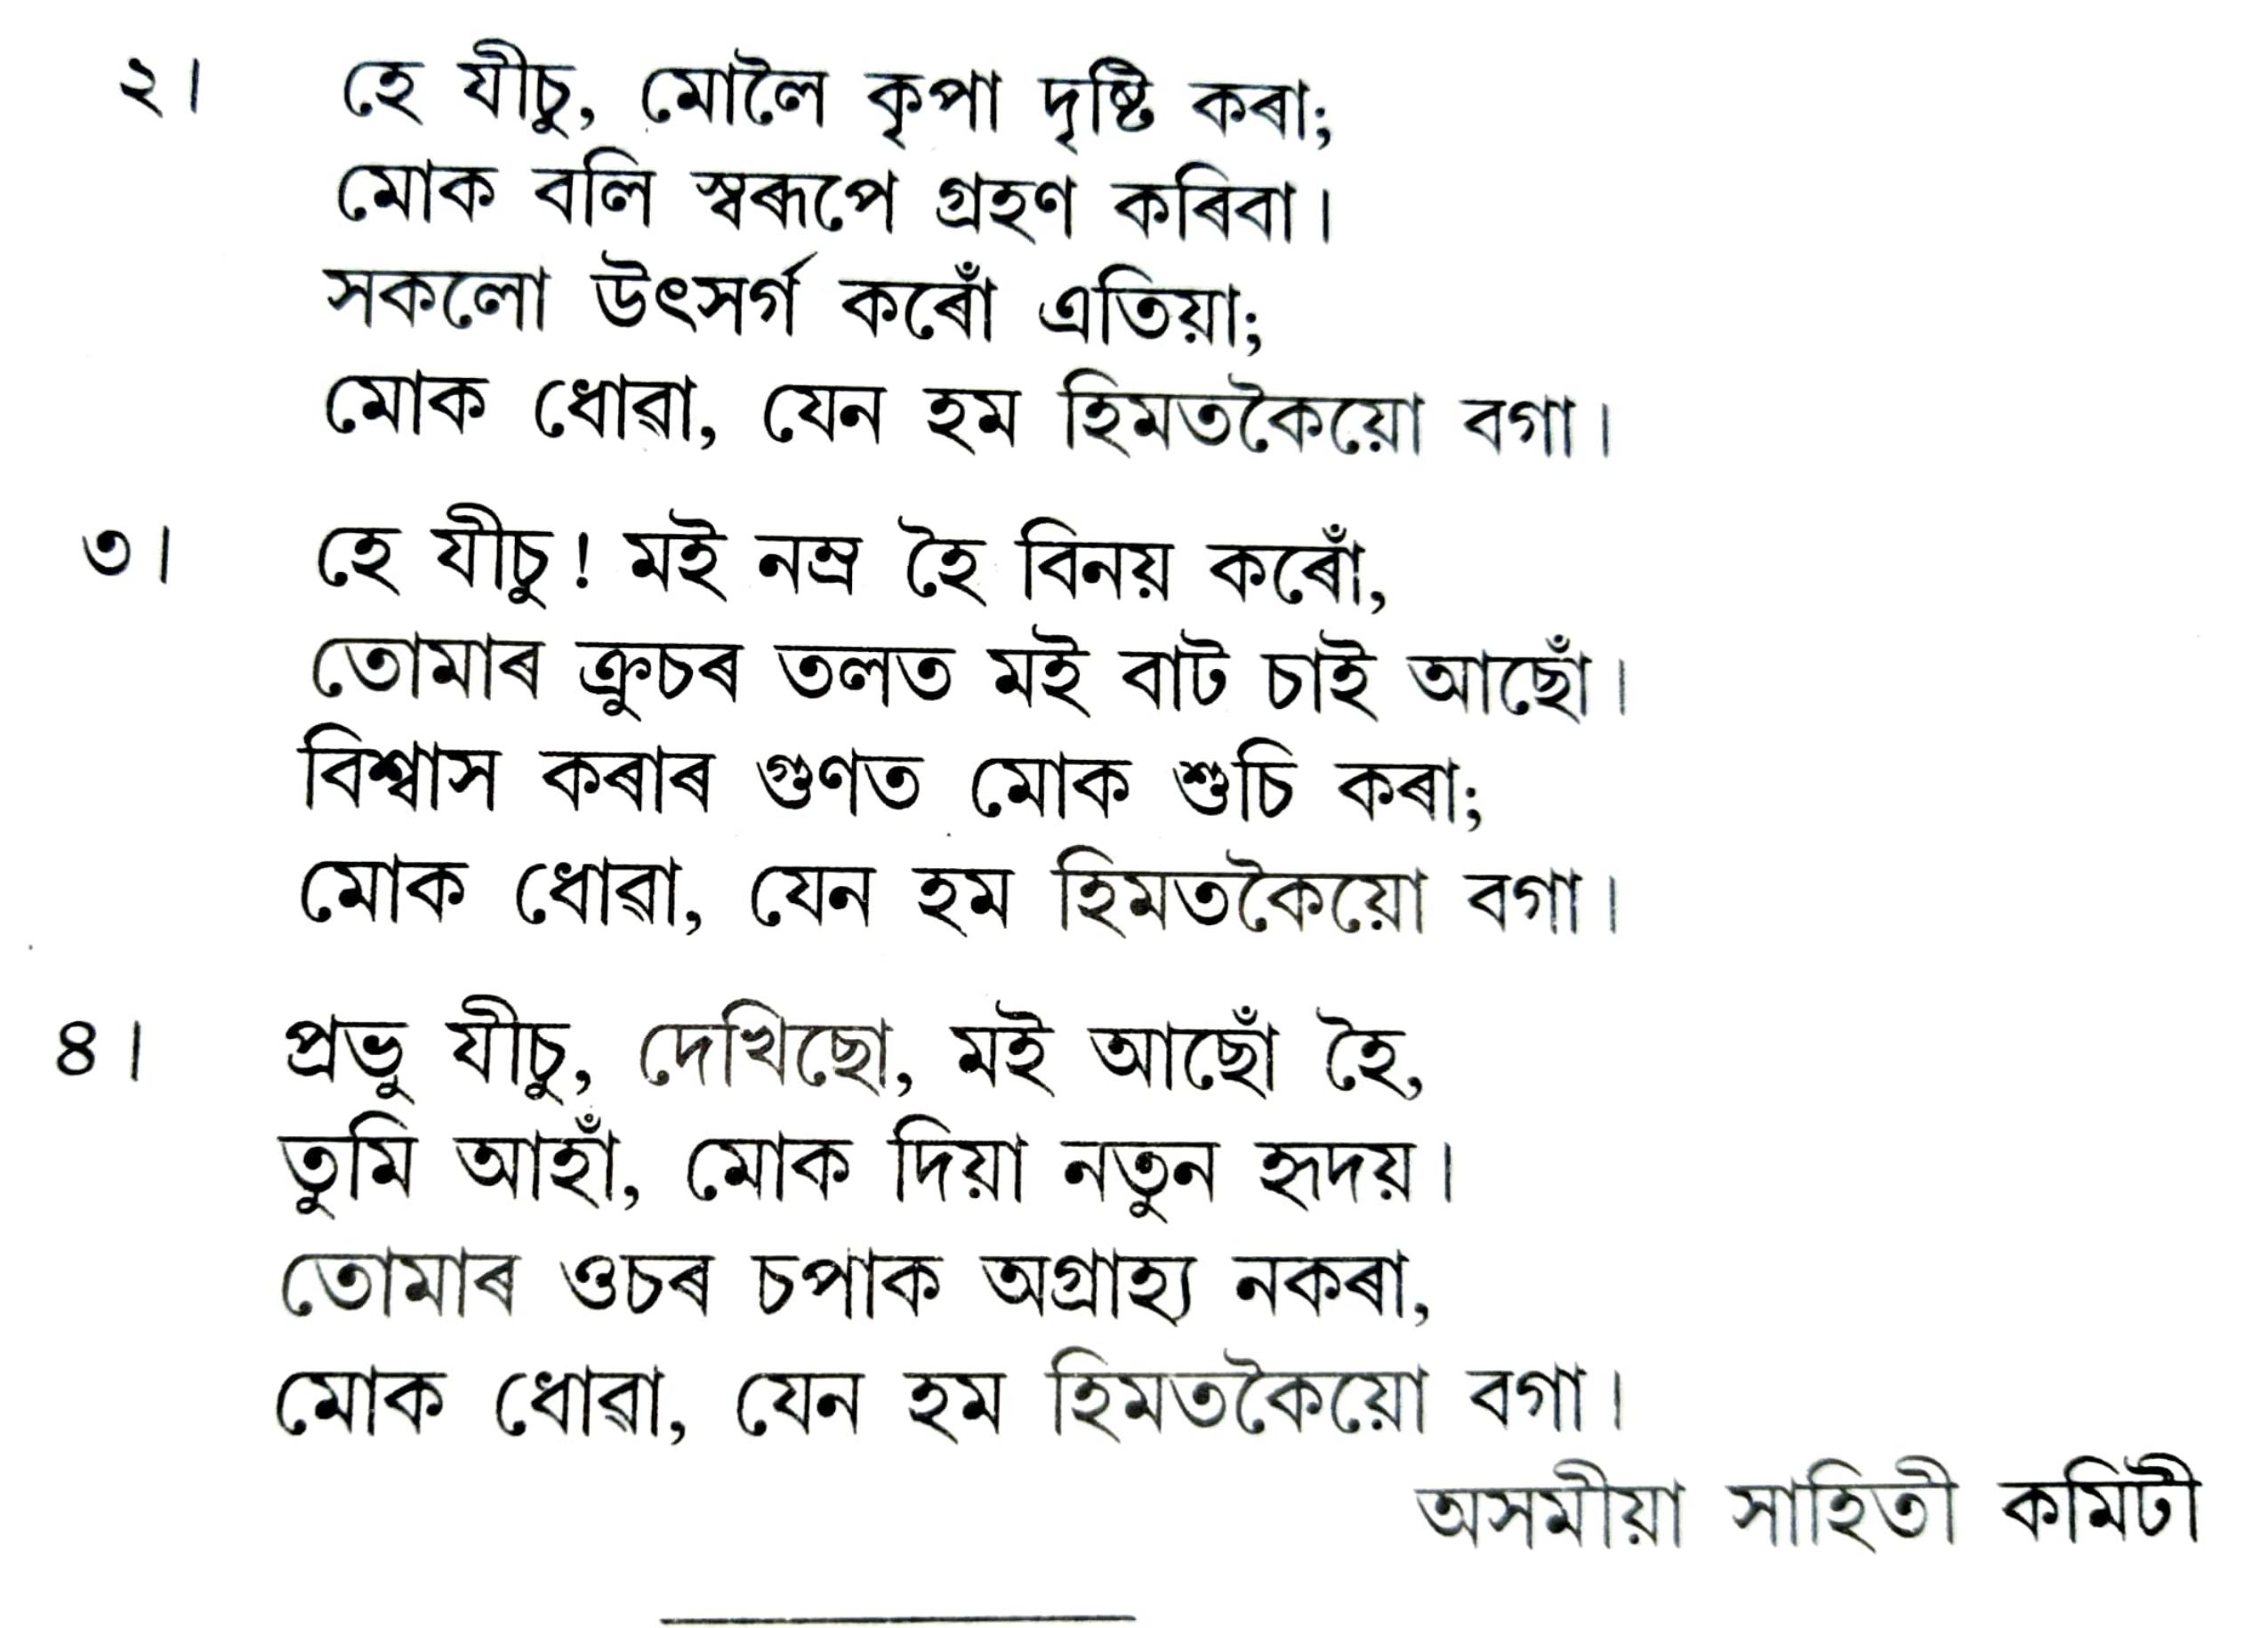 ২। হে যীচু, মোলৈ কৃপা দৃষ্টি কৰা;
মোক বলি স্বৰূপে গ্ৰহণ কৰিবা।
সকলো উৎসৰ্গ কৰোঁ এতিয়া;
মোক ধোৱা, যেন হম হিমতকৈয়ো বগা।
৩। হে যীচু! মই নম্ৰ হৈ বিনয় কৰোঁ,
তোমাৰ ক্ৰুচৰ তলত মই বাট চাই আছোঁ।
বিশ্বাস কৰাৰ গুণত মোক শুচি কৰা;
মোক ধোৱা, যেন হম হিমতকৈয়ো বগা।
৪। প্ৰভু যীচু, দেখিছো, মই আছোঁ হৈ,
তুমি আহাঁ, মোক দিয়া নতুন হৃদয়।
তোমাৰ ওচৰ চপাক অগ্ৰাহ্য নকৰা,
মোক ধোৱা, যেন হম হিমতকৈয়ো বগা।
অসমীয়া সাহিতী কমিটী